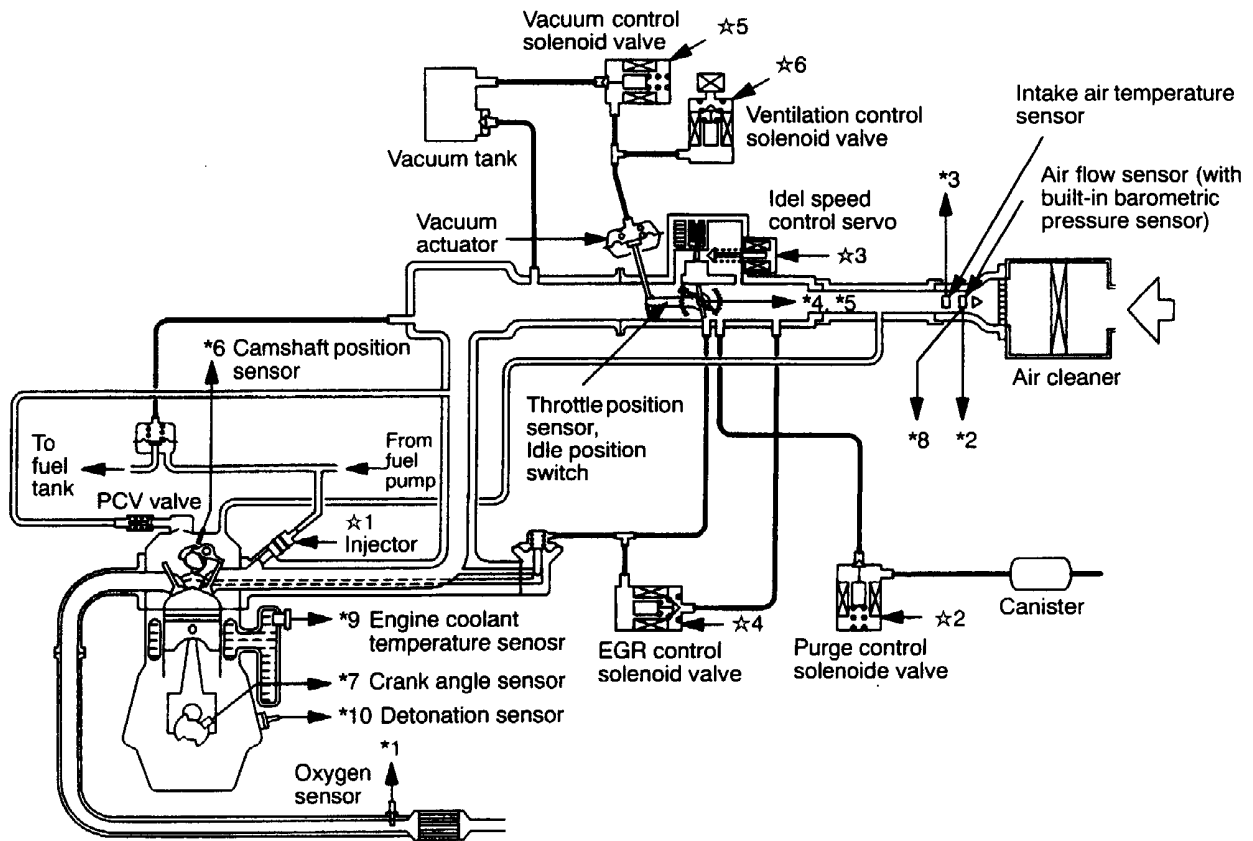 Vacuum control
solenoid valve
☆5
☆6
Ventilation control
solenoid valve
Vacuum tank
Intake air temperature
sensor
Air flow sensor (with
built-in barometric
pressure sensor)
*3
Idel speed
control servo
☆3
Vacuum
actuator
*4, *5
*6 Camshaft position
sensor
Air cleaner
Throttle position
sensor,
Idle position
switch
*8
*2
To
fuel
tank
From
fuel
pump
PCV valve
☆1
Injector
*9 Engine coolant
temperature senosr
☆4
EGR control
solenoid valve
☆2
Purge control
solenoide valve
Canister
*7 Crank angle sensor
*10 Detonation sensor
*1
Oxygen
sensor